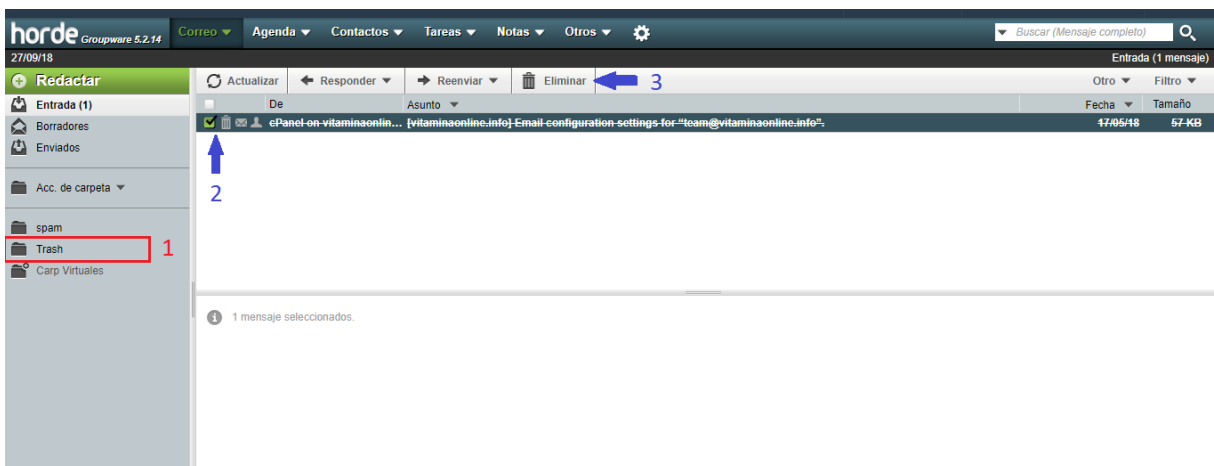 horde Groupware 5.2.14 Correo Agenda Contactos Tareas Notas Otros Buscar (Mensaje completo)
27/09/18 Entrada (1 mensaje)
Redactar Actualizar Responder Reenviar Eliminar 3 Otro Filtro
Entrada (1) De Asunto Fecha Tamaño
Borradores cPanel on vitaminaonlin... [vitaminaonline.info] Email configuration settings for “team@vitaminaonline.info”. 17/05/18 57 KB
Enviados
Acc. de carpeta 2
spam
Trash 1
Carp Virtuales
1 mensaje seleccionados.